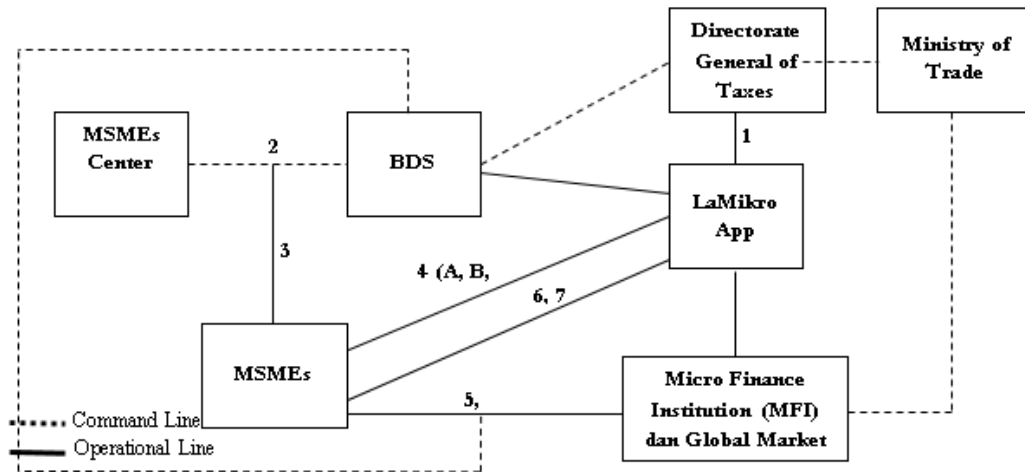 Directorate
General of
Taxes
Ministry of
Trade
MSMEs
Center
2
BDS
1
LaMikro
App
3
4 (A, B,
6, 7
MSMEs
5,
Micro Finance
Institution (MFI)
dan Global Market
Command Line
Operational Line